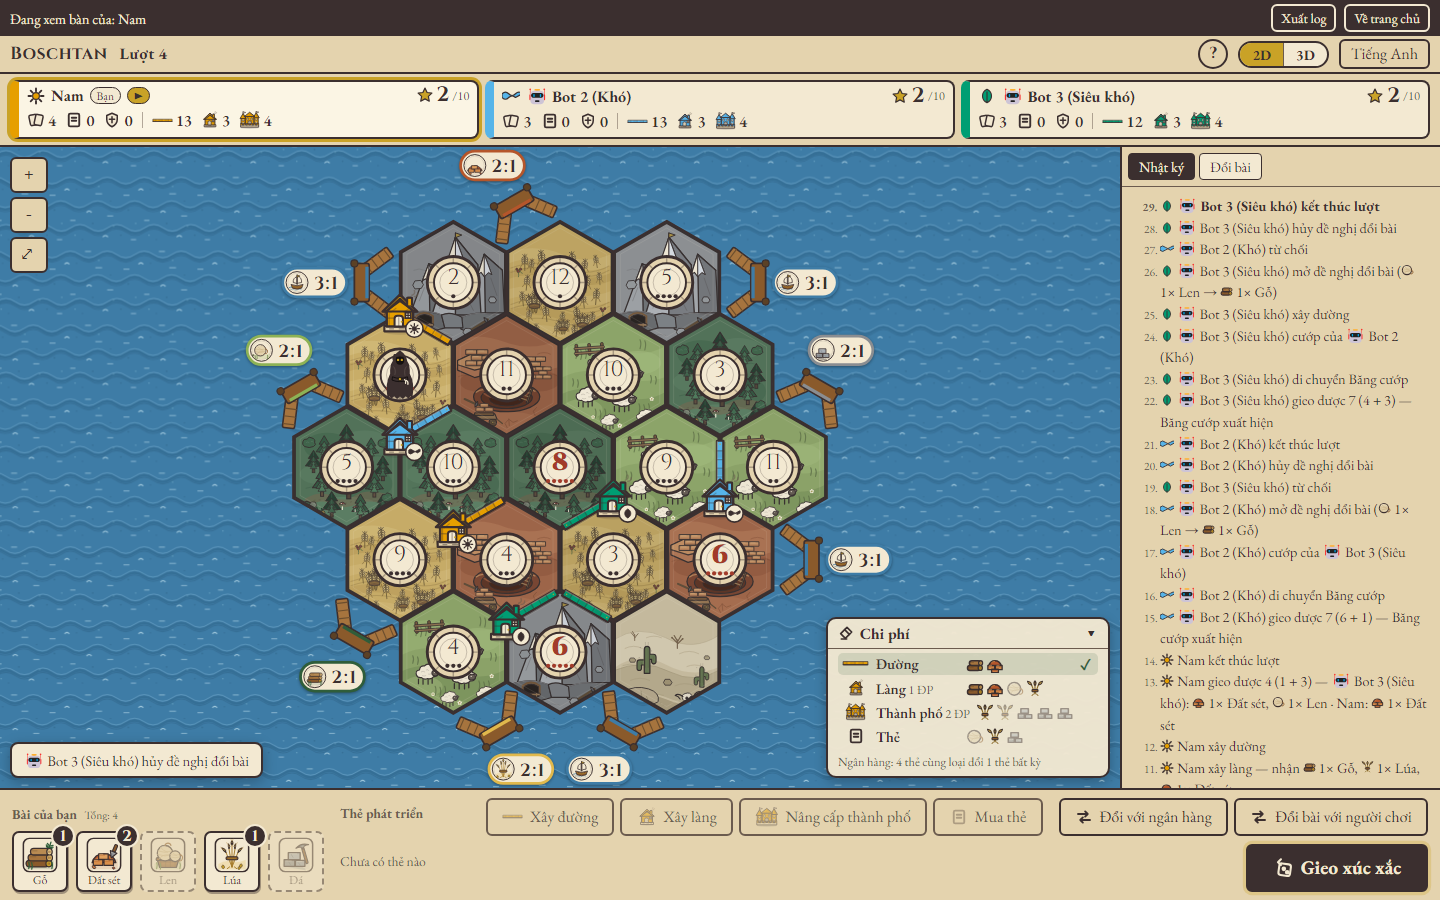 Đang xem bàn của: Nam
Xuất log
Về trang chủ
BOSCHTAN Lượt 4
?
2D
3D
Tiếng Anh
Nam Bạn
2 /10
4 0 0 13 3 4
Bot 2 (Khó)
2 /10
3 0 0 13 3 4
Bot 3 (Siêu khó)
2 /10
3 0 0 12 3 4
+
-
2:1
3:1
3:1
2:1
2:1
3:1
2:1
2:1
3:1
2 12 5
11 10 3
5 10 8 9 11
9 4 3 6
4 6
Nhật ký
Đổi bài
29. Bot 3 (Siêu khó) kết thúc lượt
28. Bot 3 (Siêu khó) hủy đề nghị đổi bài
27. Bot 2 (Khó) từ chối
26. Bot 3 (Siêu khó) mở đề nghị đổi bài (
1× Len → 1× Gỗ)
25. Bot 3 (Siêu khó) xây đường
24. Bot 3 (Siêu khó) cướp của Bot 2
(Khó)
23. Bot 3 (Siêu khó) di chuyển Băng cướp
22. Bot 3 (Siêu khó) gieo được 7 (4 + 3) —
Băng cướp xuất hiện
21. Bot 2 (Khó) kết thúc lượt
20. Bot 2 (Khó) hủy đề nghị đổi bài
19. Bot 3 (Siêu khó) từ chối
18. Bot 2 (Khó) mở đề nghị đổi bài ( 1×
Len → 1× Gỗ)
17. Bot 2 (Khó) cướp của Bot 3 (Siêu
khó)
16. Bot 2 (Khó) di chuyển Băng cướp
15. Bot 2 (Khó) gieo được 7 (6 + 1) — Băng
cướp xuất hiện
14. Nam kết thúc lượt
13. Nam gieo được 4 (1 + 3) — Bot 3 (Siêu
khó): 1× Đất sét, 1× Len · Nam: 1× Đất
sét
12. Nam xây đường
11. Nam xây làng — nhận 1× Gỗ, 1× Lúa,
Chi phí
Đường
Làng 1 ĐP
Thành phố 2 ĐP
Thẻ
Ngân hàng: 4 thẻ cùng loại đổi 1 thẻ bất kỳ
Bot 3 (Siêu khó) hủy đề nghị đổi bài
Bài của bạn Tổng: 4
1 2 1
Gỗ Đất sét Len Lúa Đá
Thẻ phát triển
Chưa có thẻ nào
Xây đường
Xây làng
Nâng cấp thành phố
Mua thẻ
Đổi với ngân hàng
Đổi bài với người chơi
Gieo xúc xắc